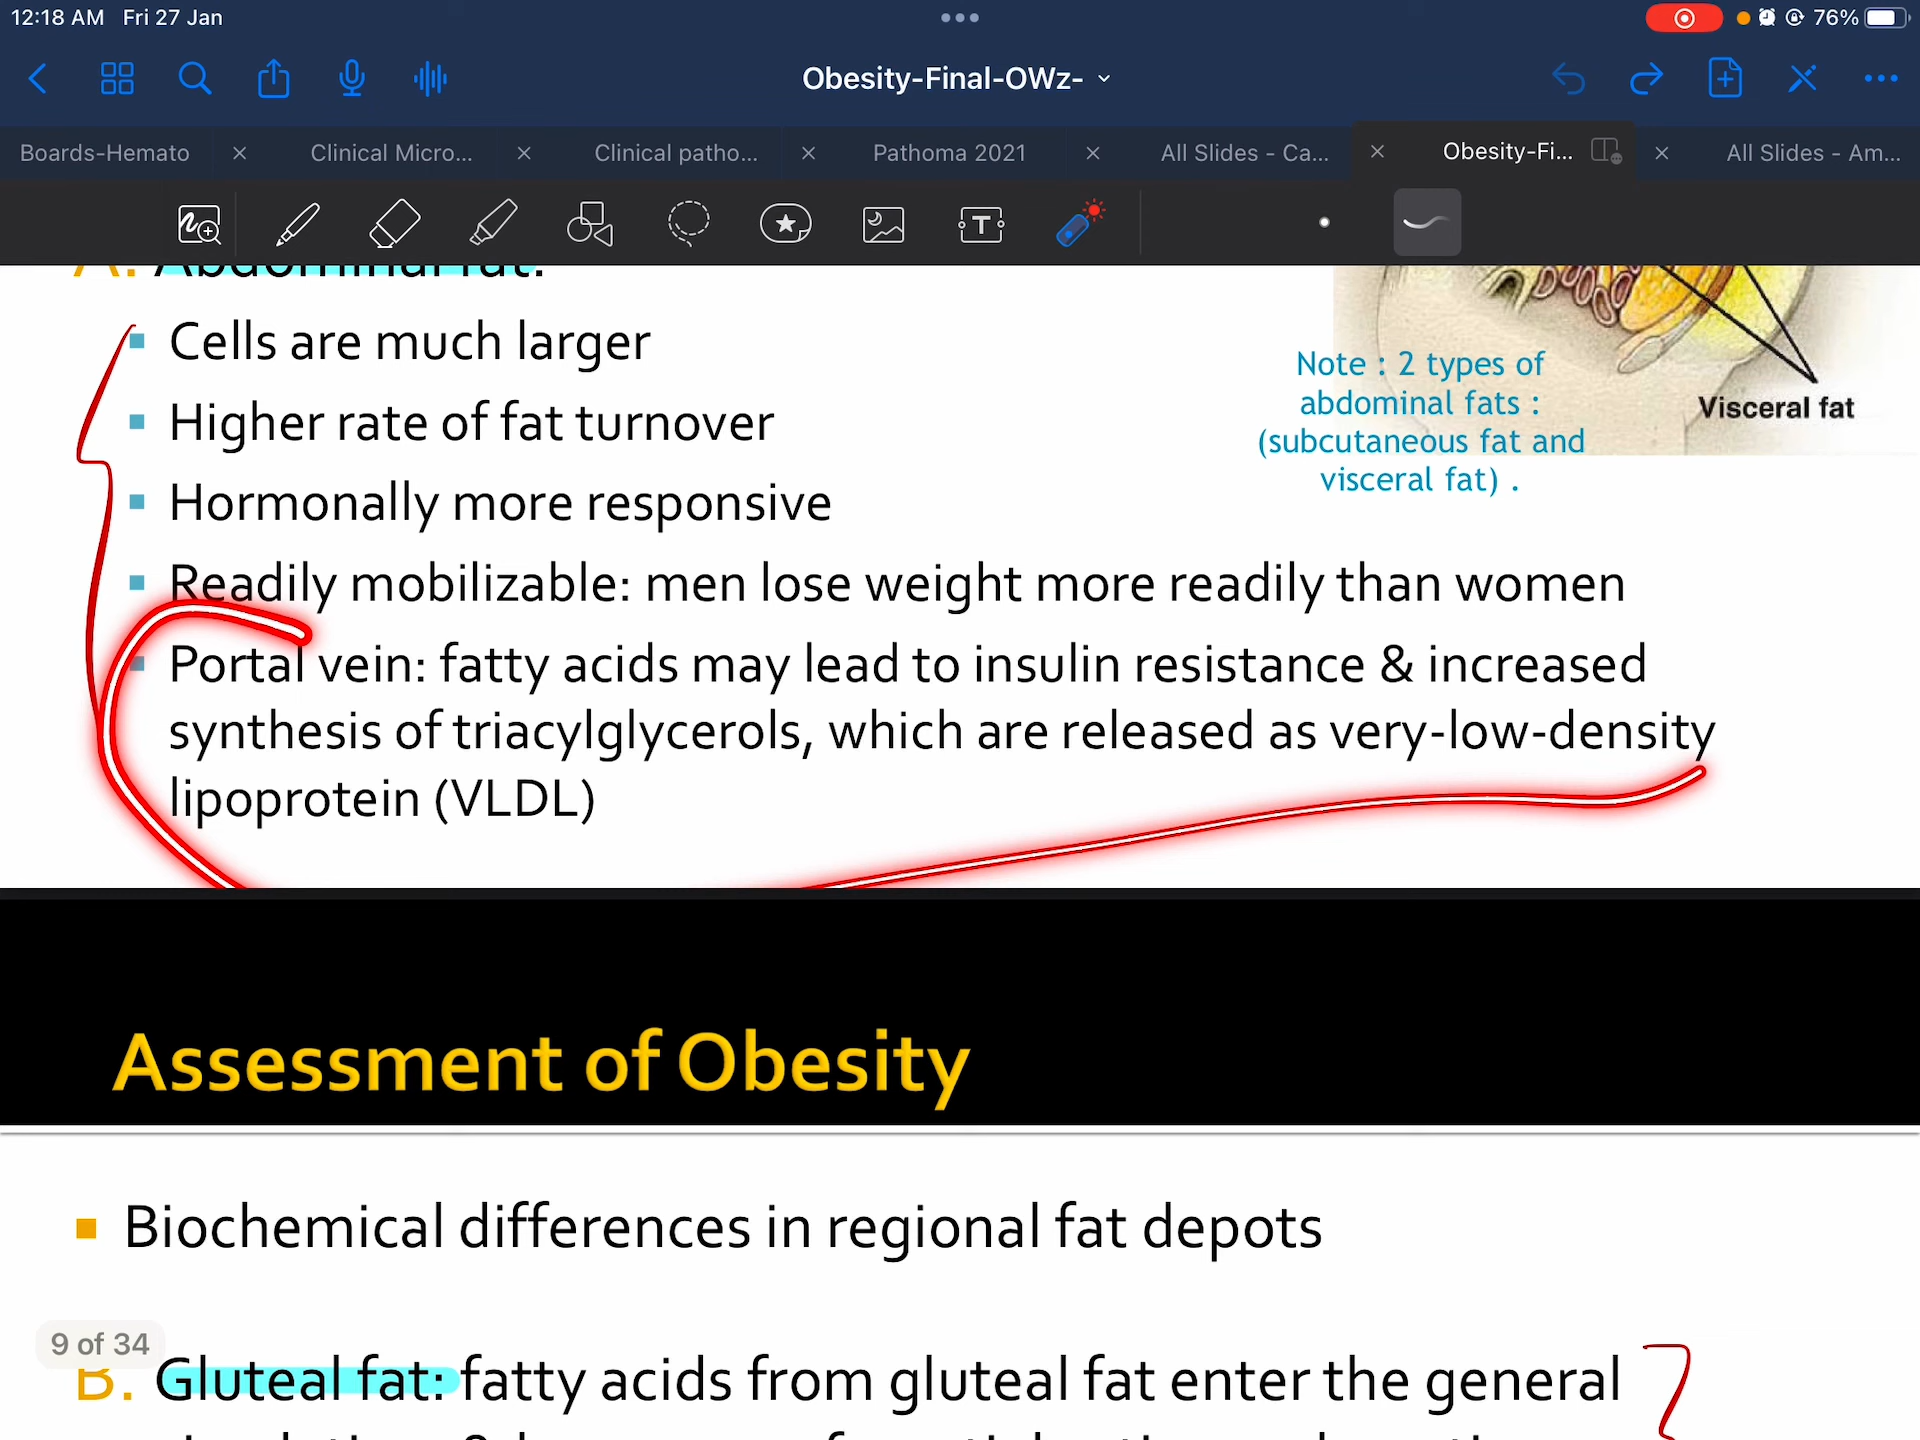 12:18 AM Fri 27 Jan
76%
Obesity-Final-OWz-
Boards-Hemato
Clinical Micro...
Clinical patho...
Pathoma 2021
All Slides - Ca...
Obesity-Fi...
All Slides - Am...
A. Abdominal fat:
Cells are much larger
Higher rate of fat turnover
Hormonally more responsive
Readily mobilizable: men lose weight more readily than women
Portal vein: fatty acids may lead to insulin resistance & increased
synthesis of triacylglycerols, which are released as very-low-density
lipoprotein (VLDL)
Note : 2 types of
abdominal fats :
(subcutaneous fat and
visceral fat) .
Visceral fat
Assessment of Obesity
Biochemical differences in regional fat depots
9 of 34
B. Gluteal fat: fatty acids from gluteal fat enter the general